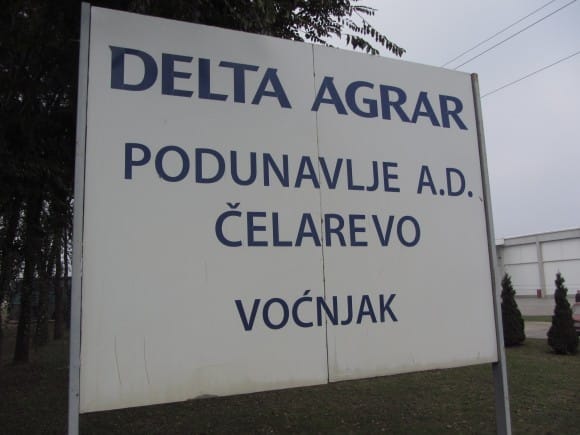 DELTA AGRAR
PODUNAVLJE A.D.
ČELAREVO
VOĆNJAK